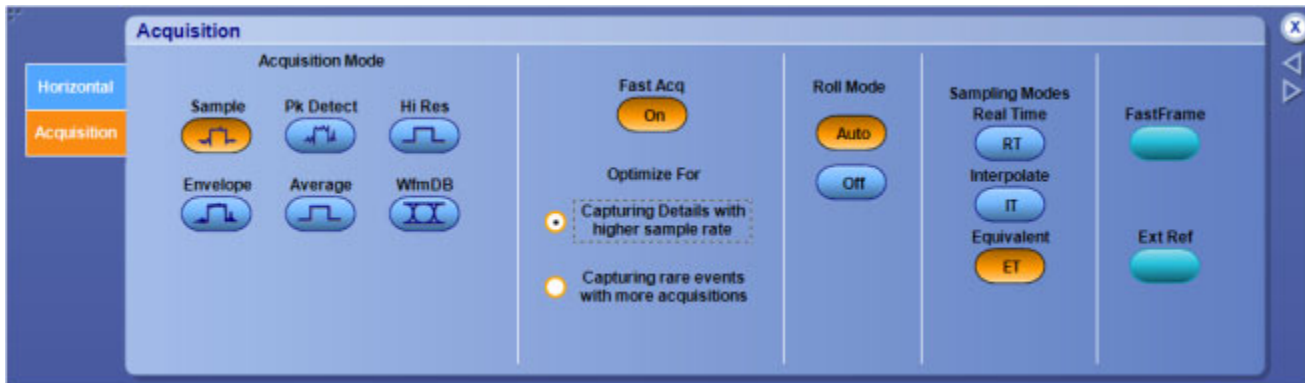 Acquisition
X
Horizontal
Acquisition
Acquisition Mode
Sample
Pk Detect
Hi Res
Envelope
Average
WfmDB
Fast Acq
On
Optimize For
Capturing Details with
higher sample rate
Capturing rare events
with more acquisitions
Roll Mode
Auto
Off
Sampling Modes
Real Time
RT
Interpolate
IT
Equivalent
ET
FastFrame
Ext Ref